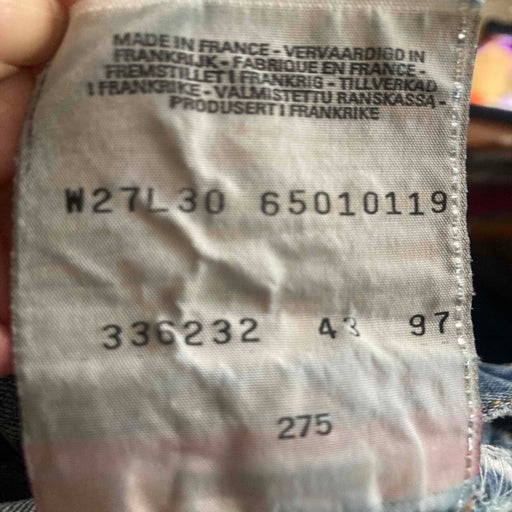 MADE IN FRANCE - VERVAARDIGD IN
FRANKRIJK - FABRIQUE EN FRANCE -
FREMSTILLET I FRANKRIG - TILLVERKAD
I FRANKRIKE - VALMISTETTU RANSKASSA -
PRODUSERT I FRANKRIKE
W27L30 65010119
336232 43 97
275